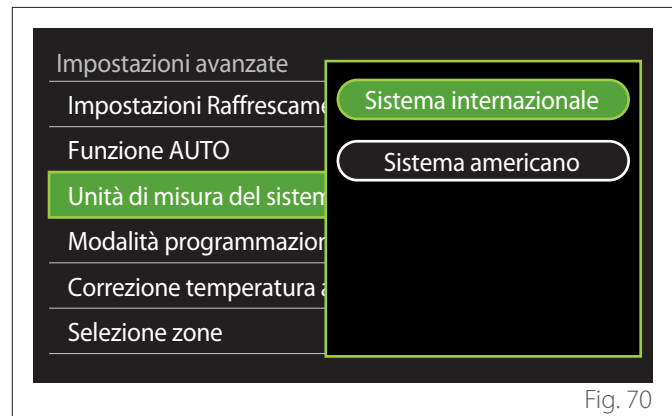 Impostazioni avanzate
Impostazioni Raffrescame
Funzione AUTO
Unità di misura del sistem
Modalità programmazion
Correzione temperatura a
Selezione zone
Sistema internazionale
Sistema americano
Fig. 70